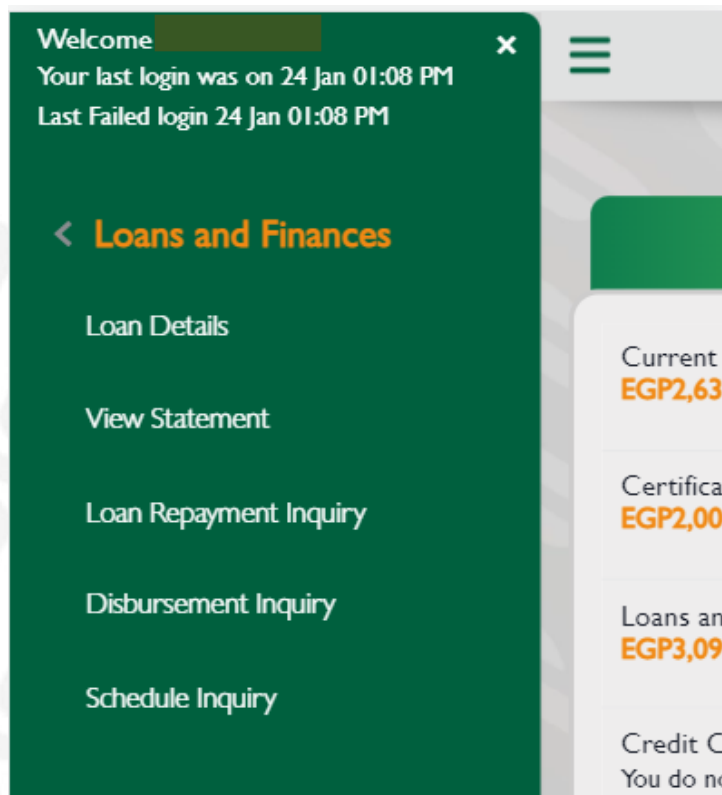 Welcome
Your last login was on 24 Jan 01:08 PM
Last Failed login 24 Jan 01:08 PM
Loans and Finances
Loan Details
View Statement
Loan Repayment Inquiry
Disbursement Inquiry
Schedule Inquiry
Current
EGP2,63
Certifica
EGP2,00
Loans an
EGP3,09
Credit C
You do no